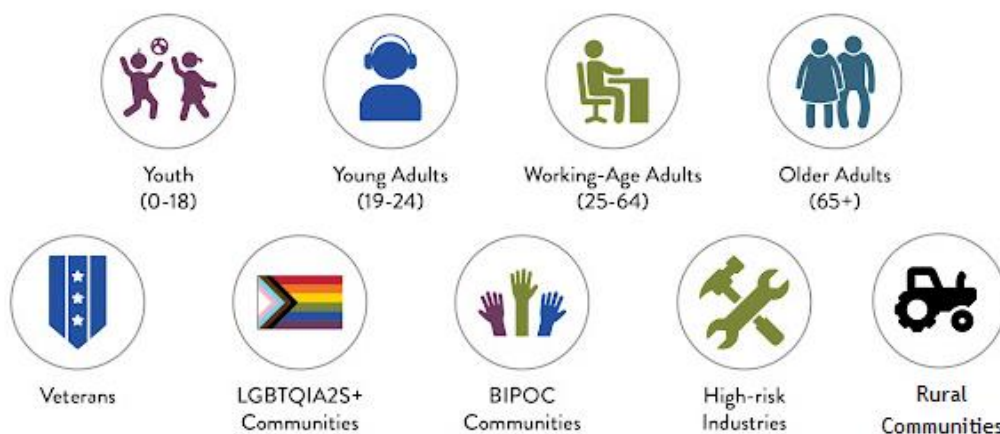 Youth
(0-18)
Young Adults
(19-24)
Working-Age Adults
(25-64)
Older Adults
(65+)
Veterans
LGBTQIA2S+
Communities
BIPOC
Communities
High-risk
Industries
Rural
Communities